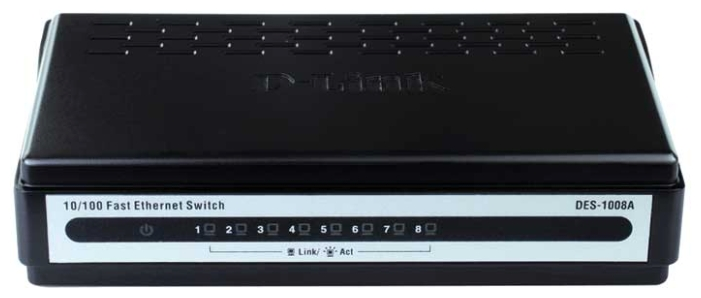 D-Link
10/100 Fast Ethernet Switch
DES-1008A
1 2 3 4 5 6 7 8
Link/ Act